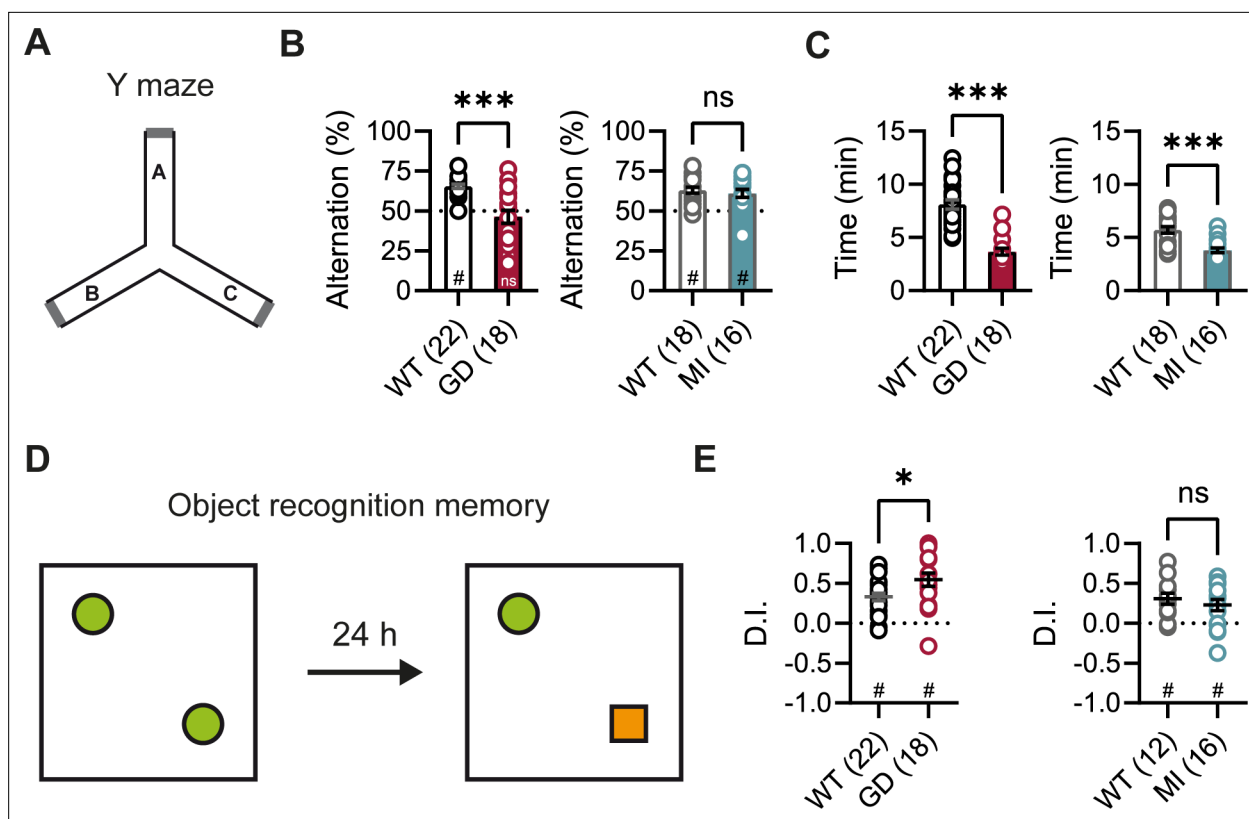 A
Y maze
A
B
C
B
***
Alternation (%)
100
75
50
25
0
#
ns
WT (22)
GD (18)
ns
Alternation (%)
100
75
50
25
0
#
#
WT (18)
MI (16)
C
***
Time (min)
15
10
5
0
WT (22)
GD (18)
***
Time (min)
15
10
5
0
WT (18)
MI (16)
D
Object recognition memory
24 h
E
*
D.I.
1.0
0.5
0.0
-0.5
-1.0
#
#
WT (22)
GD (18)
ns
D.I.
1.0
0.5
0.0
-0.5
-1.0
#
#
WT (12)
MI (16)